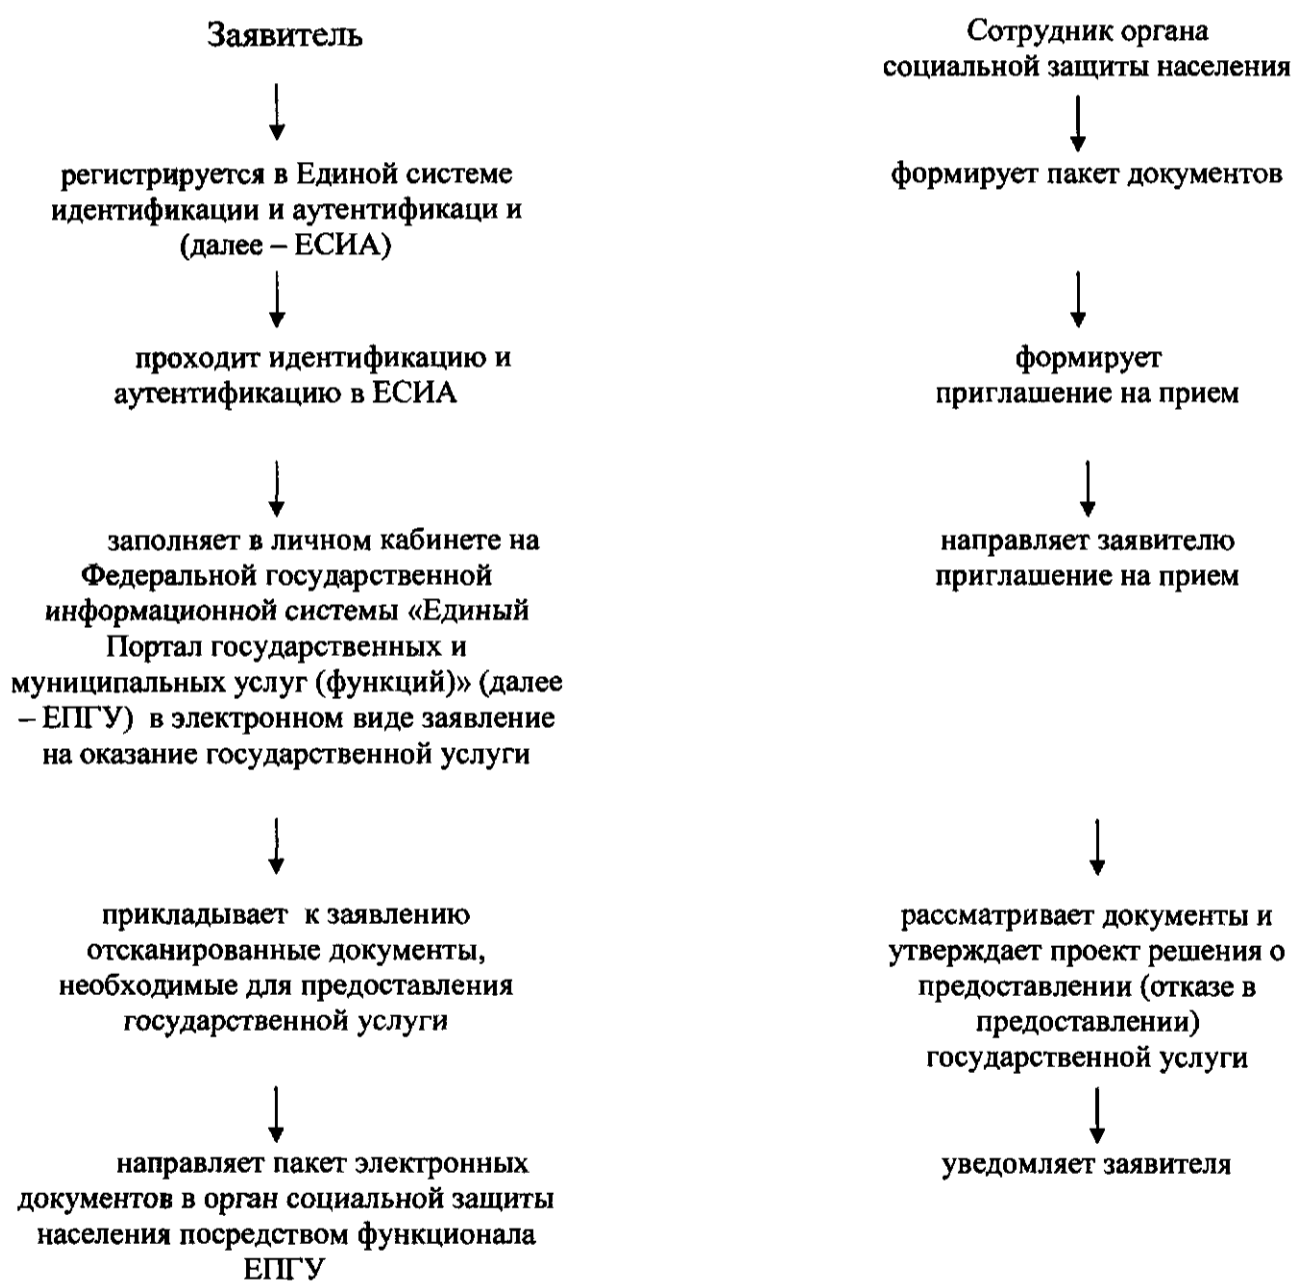 Заявитель
регистрируется в Единой системе
идентификации и аутентификаци и
(далее – ЕСИА)
проходит идентификацию и
аутентификацию в ЕСИА
заполняет в личном кабинете на
Федеральной государственной
информационной системы «Единый
Портал государственных и
муниципальных услуг (функций)» (далее
– ЕПГУ) в электронном виде заявление
на оказание государственной услуги
прикладывает к заявлению
отсканированные документы,
необходимые для предоставления
государственной услуги
направляет пакет электронных
документов в орган социальной защиты
населения посредством функционала
ЕПГУ
Сотрудник органа
социальной защиты населения
формирует пакет документов
формирует
приглашение на прием
направляет заявителю
приглашение на прием
рассматривает документы и
утверждает проект решения о
предоставлении (отказе в
предоставлении)
государственной услуги
уведомляет заявителя